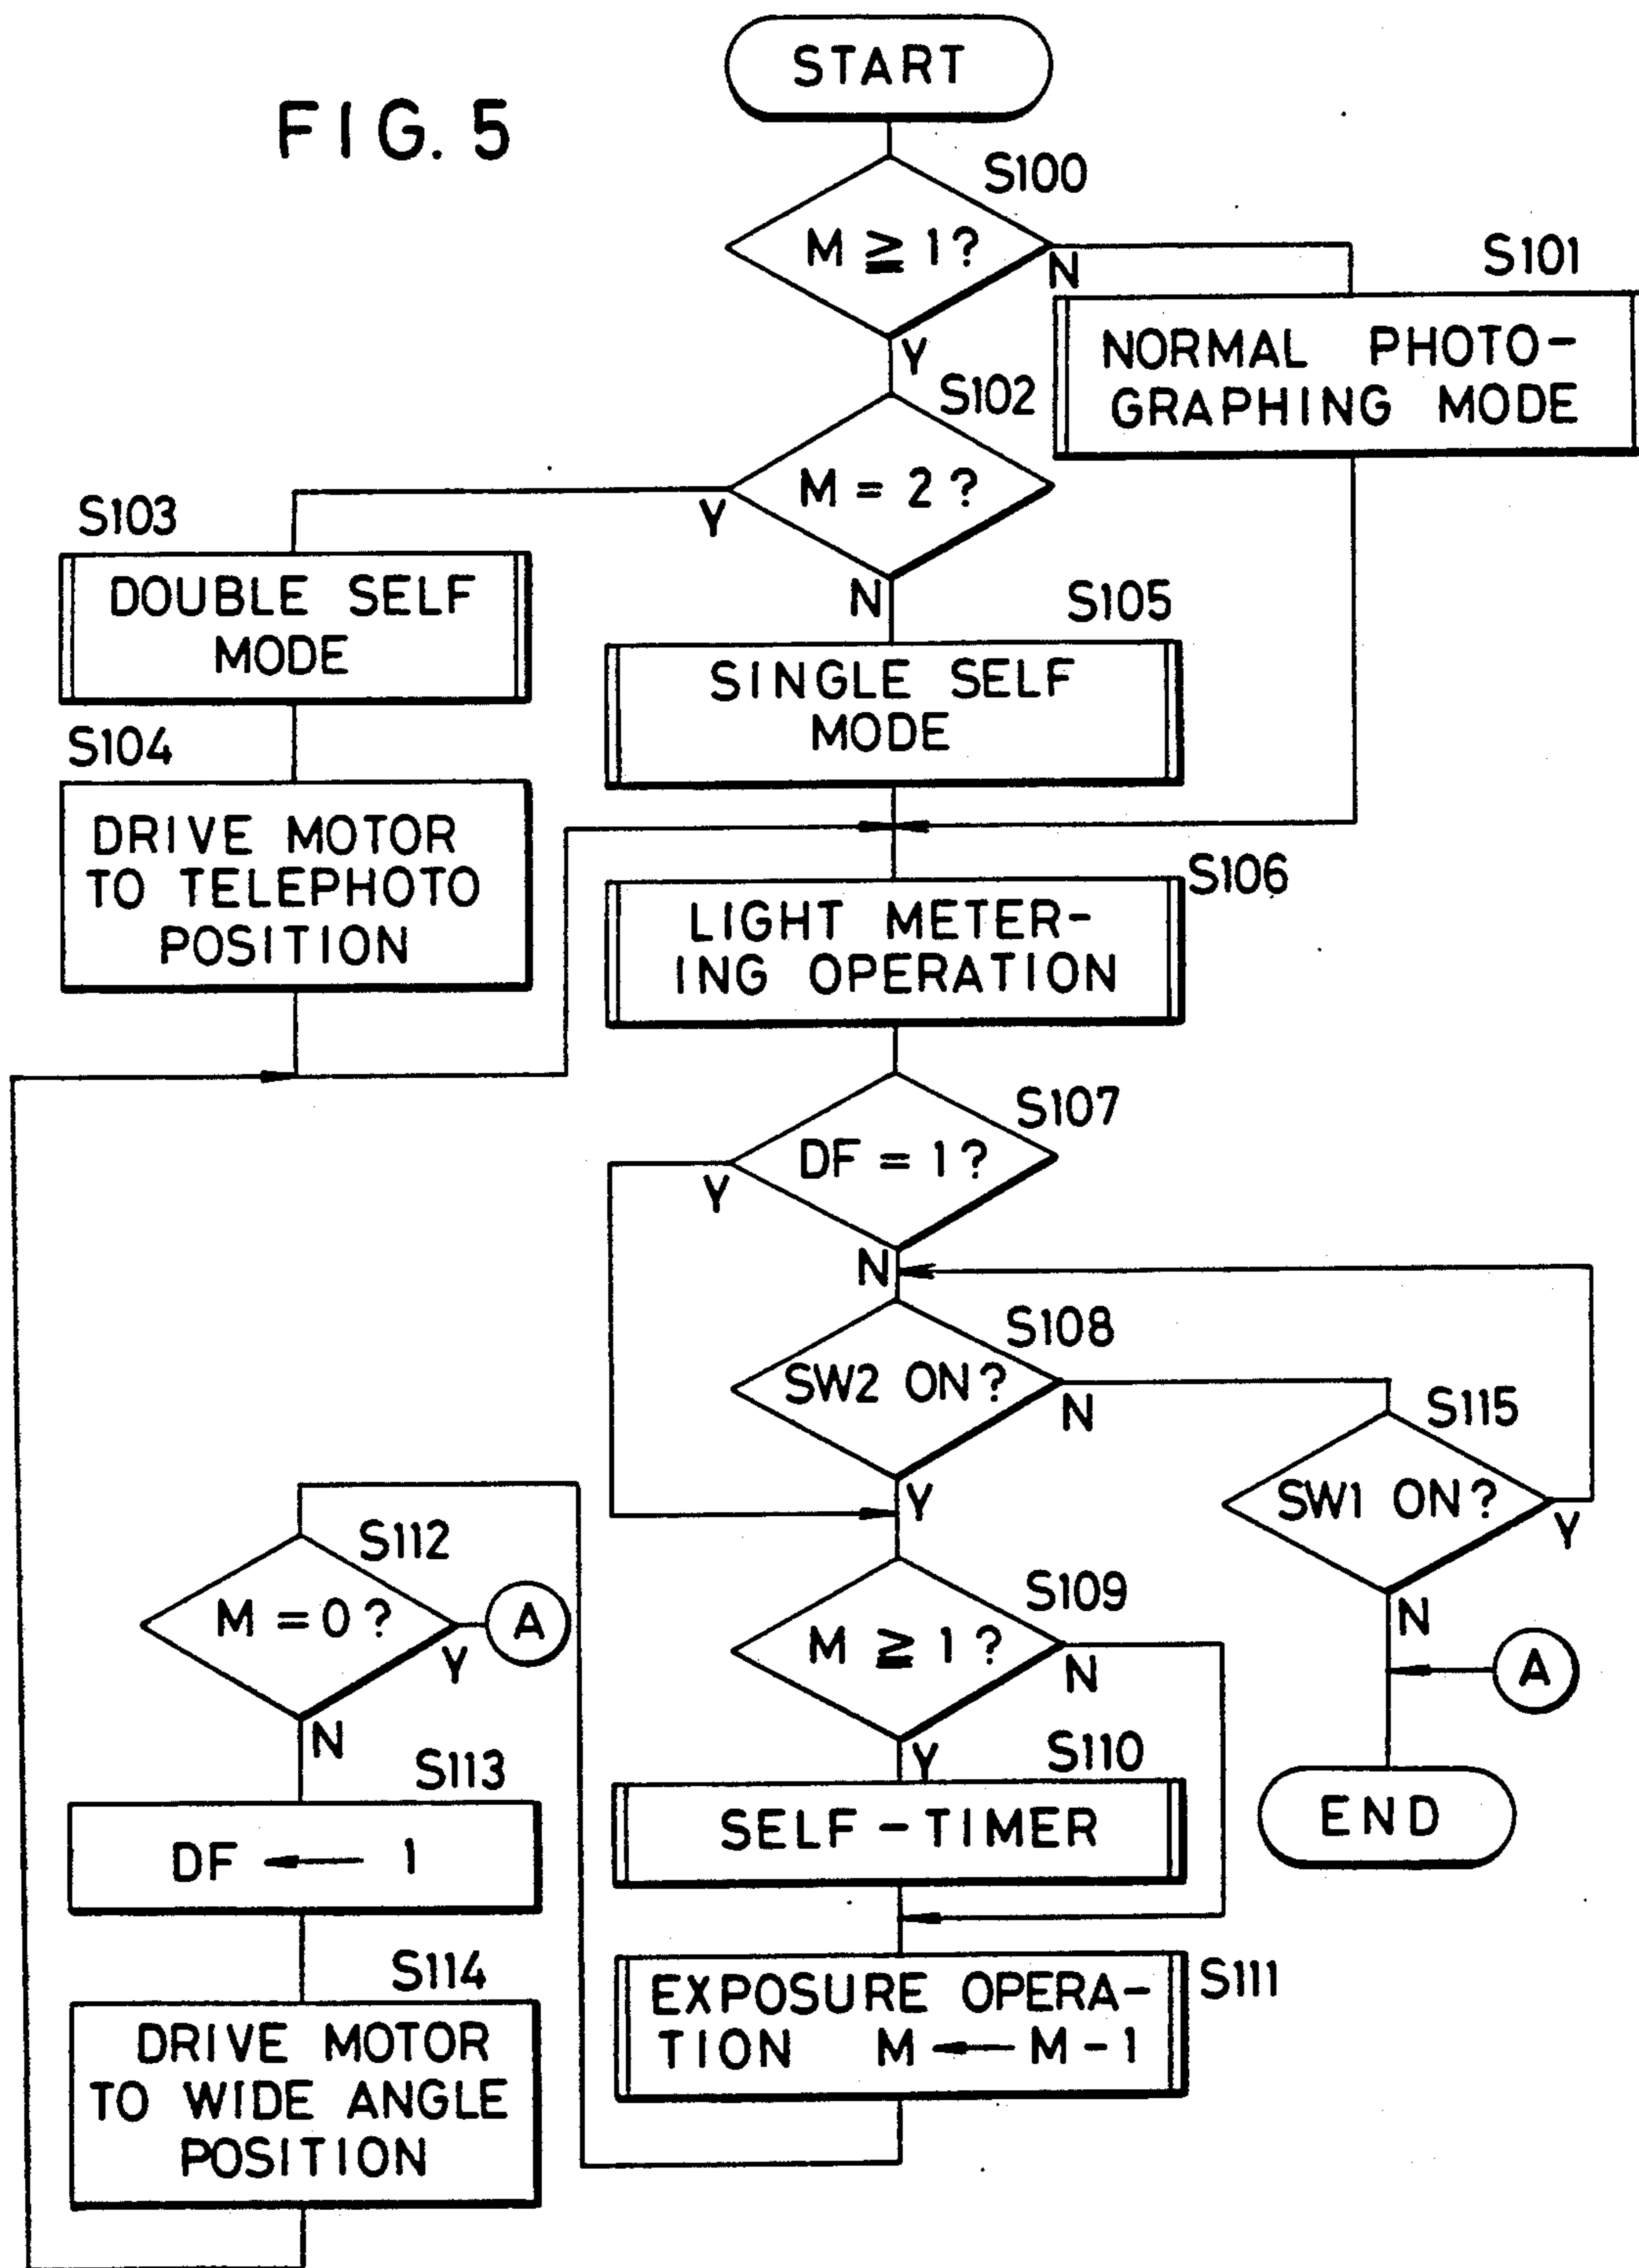 FIG. 5
START
S100
M ≧ 1?
N
Y
S101
NORMAL PHOTO-
GRAPHING MODE
S102
M = 2?
Y
N
S103
DOUBLE SELF
MODE
S104
DRIVE MOTOR
TO TELEPHOTO
POSITION
S105
SINGLE SELF
MODE
S106
LIGHT METER-
ING OPERATION
S107
DF = 1?
Y
N
S108
SW2 ON?
N
Y
S115
SW1 ON?
Y
N
A
END
S109
M ≧ 1?
N
Y
S110
SELF-TIMER
S111
EXPOSURE OPERA-
TION M ← M-1
S112
M = 0?
Y
A
N
S113
DF ← 1
S114
DRIVE MOTOR
TO WIDE ANGLE
POSITION